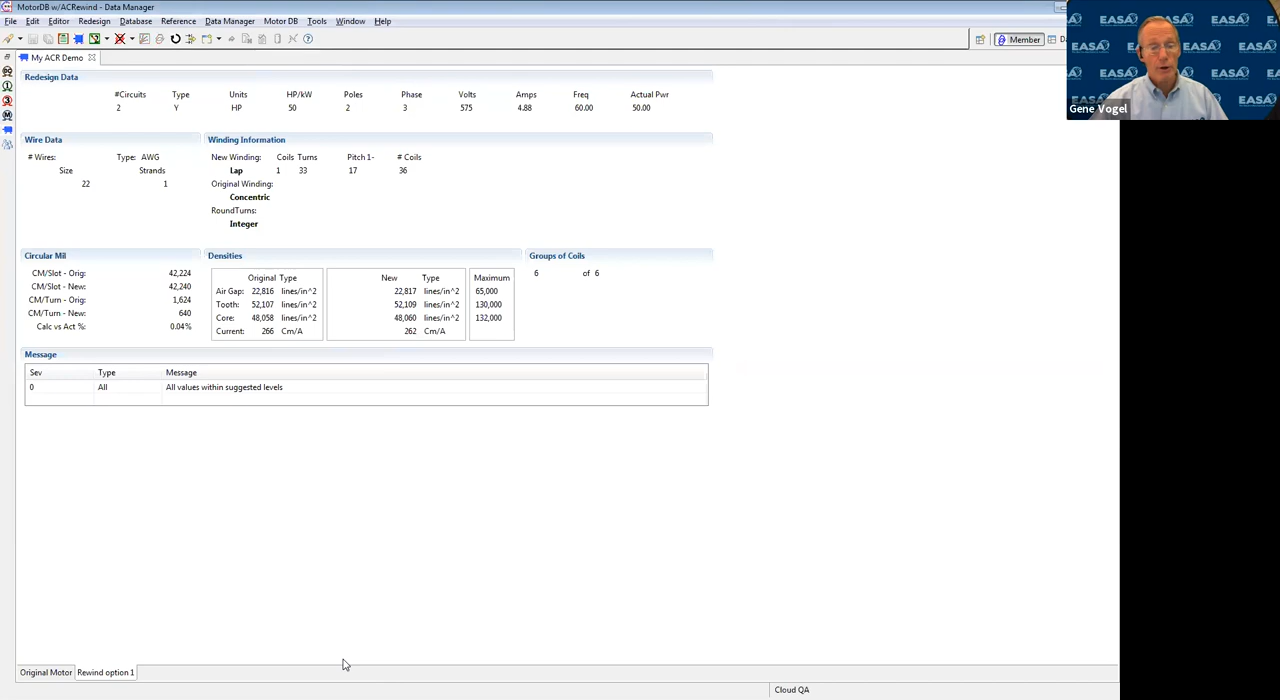 MotorDB w/ACRewind - Data Manager
File Edit Editor Redesign Database Reference Data Manager Motor DB Tools Window Help
Member
My ACR Demo
EASA EASA EASA
EASA EASA EASA
EASA
EASA
Gene Vogel
Redesign Data
#Circuits Type Units HP/kW Poles Phase Volts Amps Freq Actual Pwr
2 Y HP 50 2 3 575 4.88 60.00 50.00
Wire Data
# Wires: Type: AWG
Size Strands
22 1
Winding Information
New Winding: Coils Turns Pitch 1- # Coils
Lap 1 33 17 36
Original Winding:
Concentric
RoundTurns:
Integer
Circular Mil
CM/Slot - Orig: 42,224
CM/Slot - New: 42,240
CM/Turn - Orig: 1,624
CM/Turn - New: 640
Calc vs Act %: 0.04%
Densities
Original Type New Type Maximum
Air Gap: 22,816 lines/in^2 22,817 lines/in^2 65,000
Tooth: 52,107 lines/in^2 52,109 lines/in^2 130,000
Core: 48,058 lines/in^2 48,060 lines/in^2 132,000
Current: 266 Cm/A 262 Cm/A
Groups of Coils
6 of 6
Message
Sev Type Message
0 All All values within suggested levels
Original Motor Rewind option 1
Cloud QA